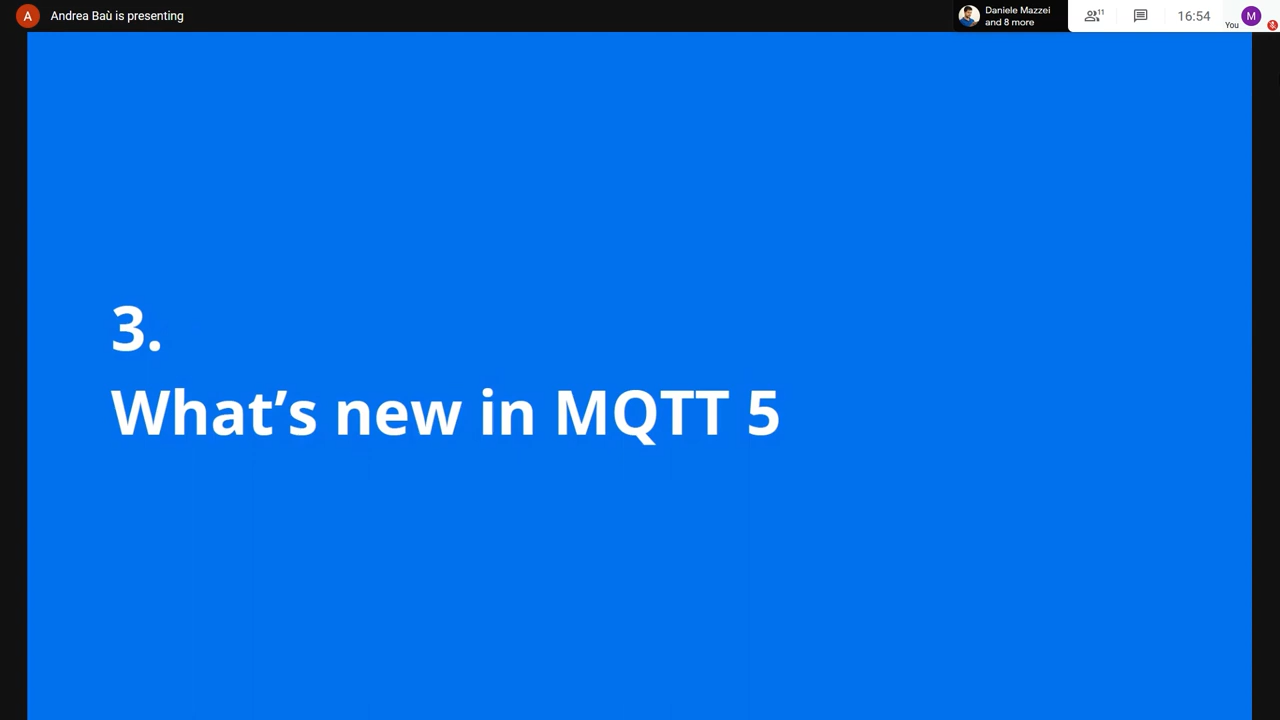 A
Andrea Baù is presenting
Daniele Mazzei
and 8 more
11
16:54
You
M
3.
What’s new in MQTT 5